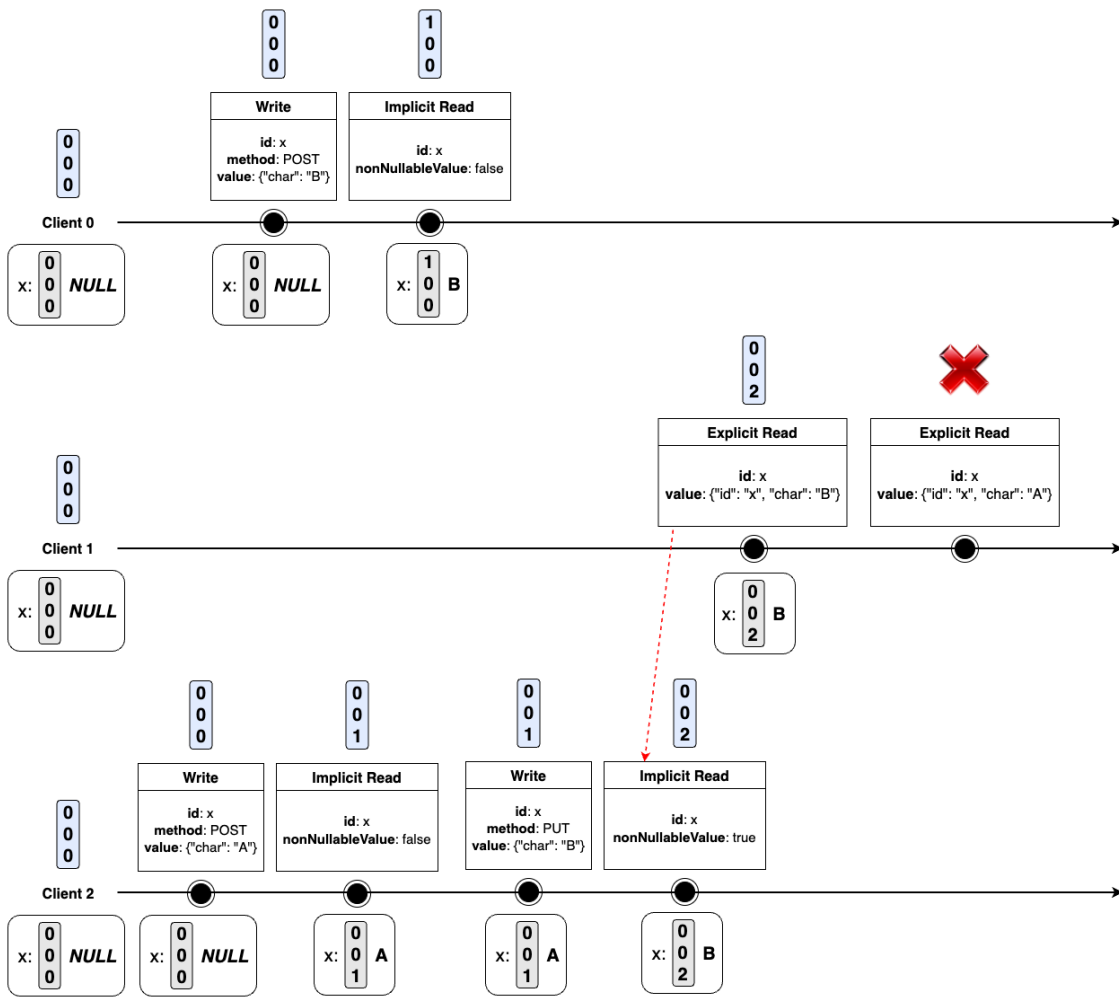 0
0
0
1
0
0
Write
Implicit Read
id: x
method: POST
value: {"char": "B"}
id: x
nonNullableValue: false
0
0
0
Client 0
x:
0
0
0
NULL
x:
0
0
0
NULL
x:
1
0
0
B
0
0
2
Explicit Read
Explicit Read
id: x
value: {"id": "x", "char": "B"}
id: x
value: {"id": "x", "char": "A"}
0
0
0
Client 1
x:
0
0
0
NULL
x:
0
0
2
B
0
0
0
0
0
1
0
0
1
0
0
2
Write
Implicit Read
Write
Implicit Read
id: x
method: POST
value: {"char": "A"}
id: x
nonNullableValue: false
id: x
method: PUT
value: {"char": "B"}
id: x
nonNullableValue: true
0
0
0
Client 2
x:
0
0
0
NULL
x:
0
0
0
NULL
x:
0
0
1
A
x:
0
0
1
A
x:
0
0
2
B